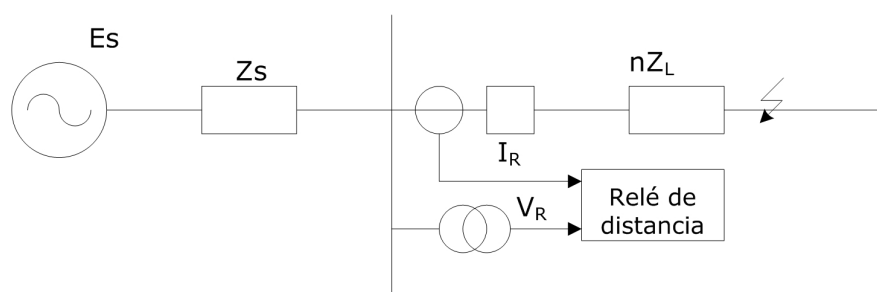 Es
Zs
nZL
IR
VR
Relé de
distancia